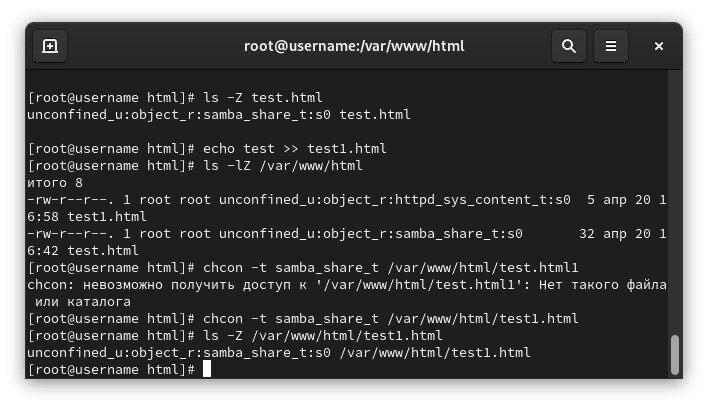 root@username:/var/www/html
[root@username html]# ls -Z test.html
unconfined_u:object_r:samba_share_t:s0 test.html
[root@username html]# echo test >> test1.html
[root@username html]# ls -lZ /var/www/html
итого 8
-rw-r--r--. 1 root root unconfined_u:object_r:httpd_sys_content_t:s0  5 апр 20 1
6:58 test1.html
-rw-r--r--. 1 root root unconfined_u:object_r:samba_share_t:s0       32 апр 20 1
6:42 test.html
[root@username html]# chcon -t samba_share_t /var/www/html/test.html1
chcon: невозможно получить доступ к '/var/www/html/test.html1': Нет такого файла
 или каталога
[root@username html]# chcon -t samba_share_t /var/www/html/test1.html
[root@username html]# ls -Z /var/www/html/test1.html
unconfined_u:object_r:samba_share_t:s0 /var/www/html/test1.html
[root@username html]#